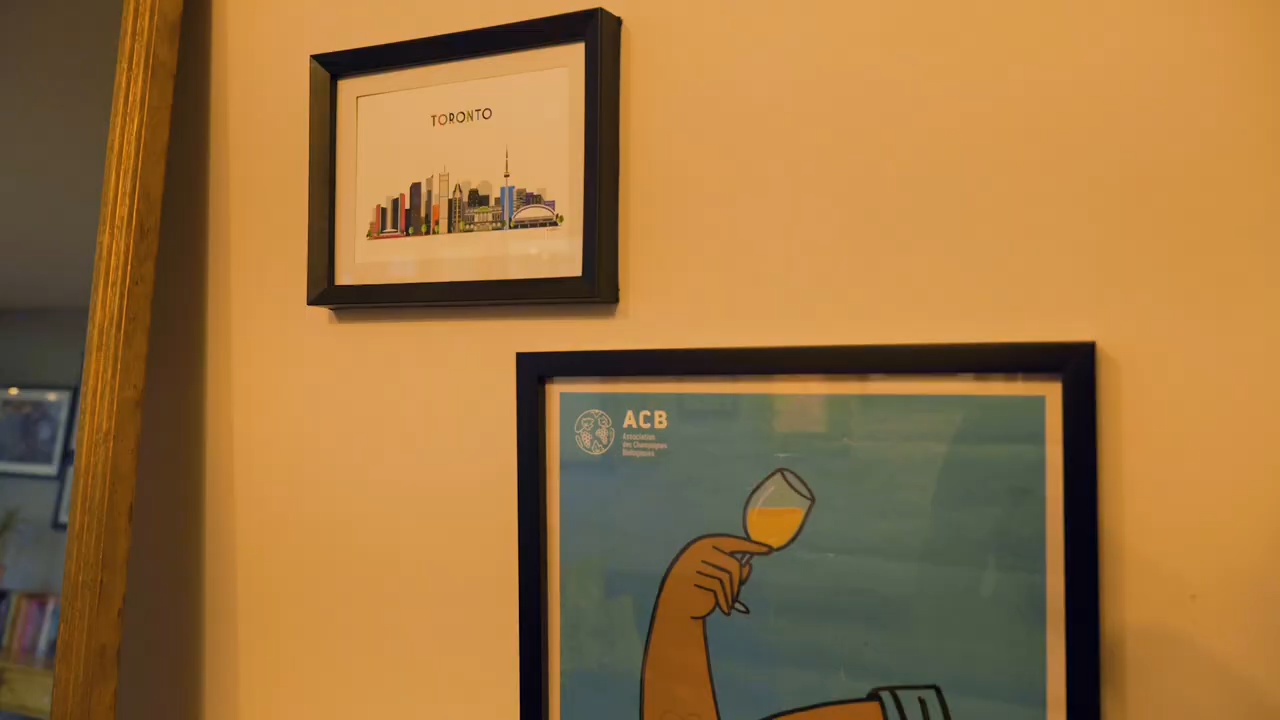 TORONTO
ACB
Association
des Champagnes
Biologiques